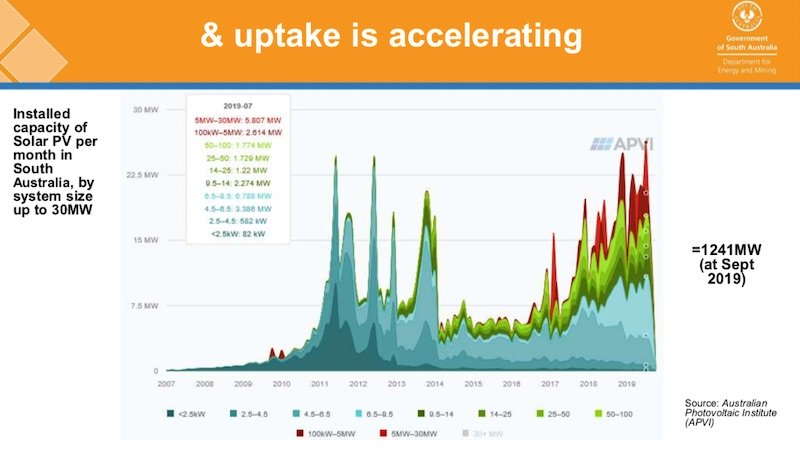 & uptake is accelerating
Government
of South Australia
Department for
Energy and Mining
Installed
capacity of
Solar PV per
month in
South
Australia, by
system size
up to 30MW
30 MW
22.5 MW
15 MW
7.5 MW
0
2019-07
5MW–30MW: 5.807 MW
100kW–5MW: 2.614 MW
50–100: 1.774 MW
25–50: 1.729 MW
14–25: 1.22 MW
9.5–14: 2.274 MW
6.5–9.5: 6.788 MW
4.5–6.5: 3.386 MW
2.5–4.5: 582 kW
<2.5kW: 82 kW
APVI
2007 2008 2009 2010 2011 2012 2013 2014 2015 2016 2017 2018 2019
<2.5kW 2.5–4.5 4.5–6.5 6.5–9.5 9.5–14 14–25 25–50 50–100
100kW–5MW 5MW–30MW 30+ MW
=1241MW
(at Sept
2019)
Source: Australian
Photovoltaic Institute
(APVI)